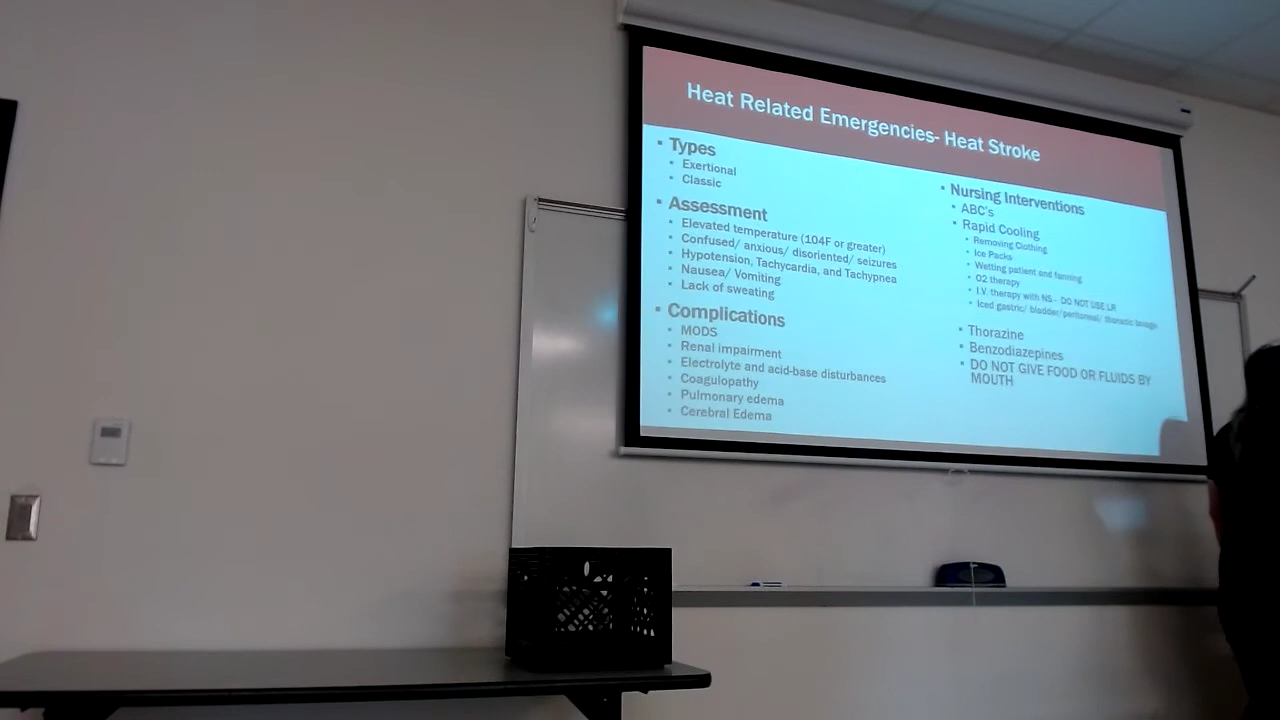 Heat Related Emergencies- Heat Stroke
▪ Types
▪ Exertional
▪ Classic
▪ Assessment
▪ Elevated temperature (104F or greater)
▪ Confused/ anxious/ disoriented/ seizures
▪ Hypotension, Tachycardia, and Tachypnea
▪ Nausea/ Vomiting
▪ Lack of sweating
▪ Complications
▪ MODS
▪ Renal impairment
▪ Electrolyte and acid-base disturbances
▪ Coagulopathy
▪ Pulmonary edema
▪ Cerebral Edema
▪ Nursing Interventions
▪ ABC's
▪ Rapid Cooling
▪ Removing Clothing
▪ Ice Packs
▪ Wetting patient and fanning
▪ O2 therapy
▪ I.V. therapy with NS - DO NOT USE LR
▪ Iced gastric/ bladder/peritoneal/ thoracic lavage
▪ Thorazine
▪ Benzodiazepines
▪ DO NOT GIVE FOOD OR FLUIDS BY
MOUTH